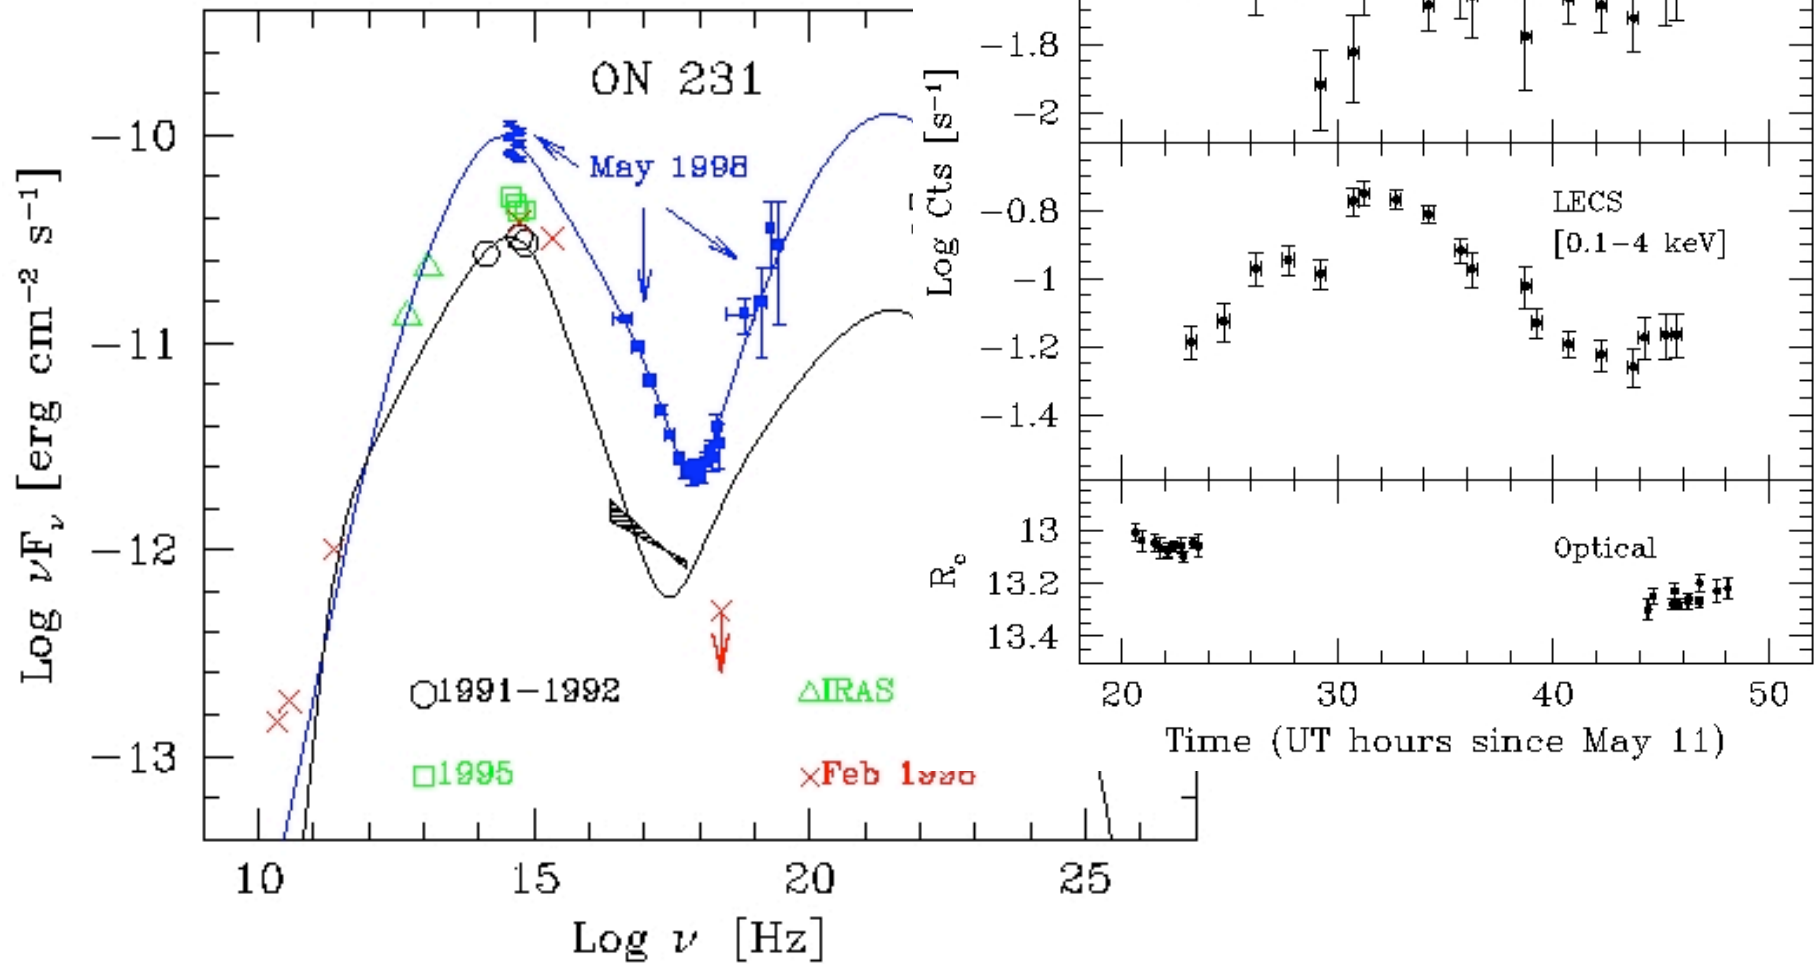 ON 231
May 1998
Log νFν [erg cm−2 s−1]
−10
−11
−12
−13
1991−1992
IRAS
1995
Feb 1998
10
15
20
25
Log ν [Hz]
Log Cts [s−1]
−1.8
−2
−0.8
−1
−1.2
−1.4
LECS
[0.1−4 keV]
Rc
13
13.2
13.4
Optical
20
30
40
50
Time (UT hours since May 11)